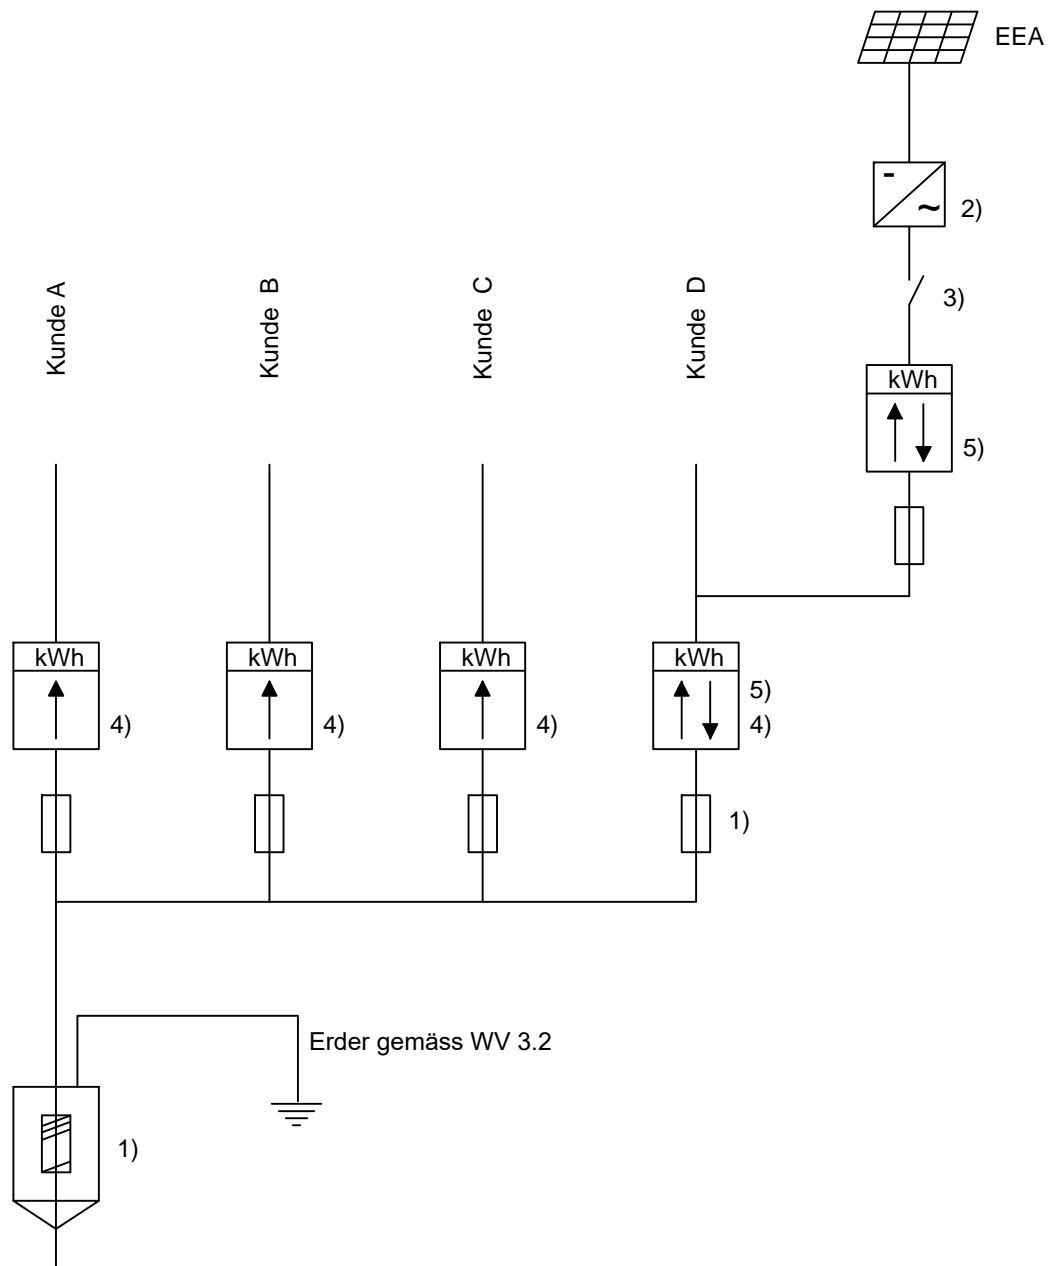 EEA
-
~
2)
3)
Kunde A
Kunde B
Kunde C
Kunde D
kWh
5)
kWh
4)
kWh
4)
kWh
4)
kWh
5)
4)
1)
Erder gemäss WV 3.2
1)